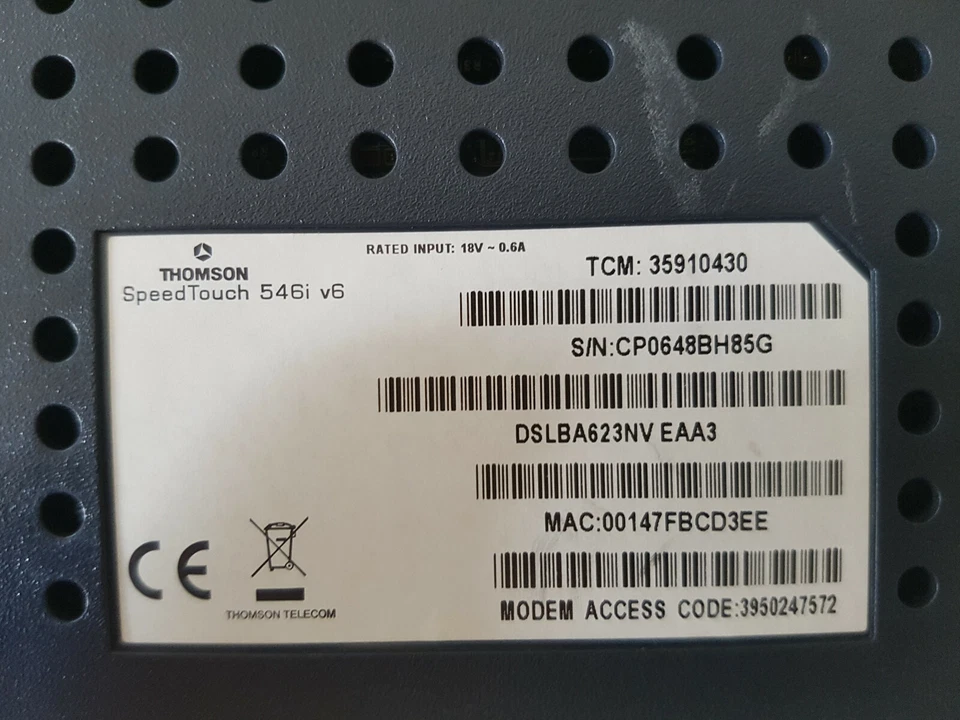 THOMSON
SpeedTouch 546i v6
RATED INPUT: 18V ~ 0.6A
TCM: 35910430
S/N:CP0648BH85G
DSLBA623NV EAA3
MAC:00147FBCD3EE
MODEM ACCESS CODE:3950247572
CE
THOMSON TELECOM